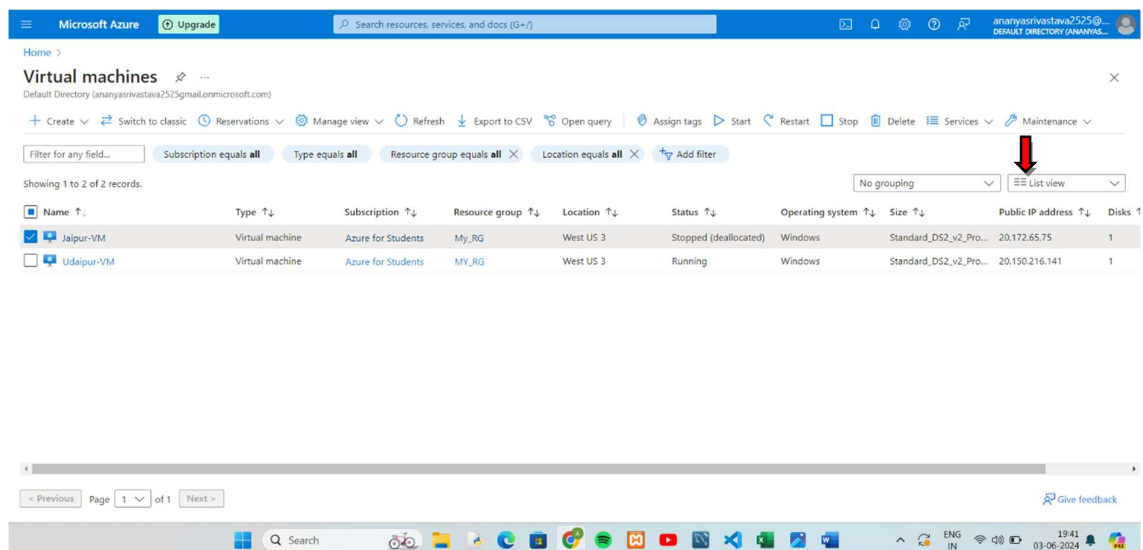 Microsoft Azure Upgrade Search resources, services, and docs (G+/) ananyasrivastava2525@...
DEFAULT DIRECTORY (ANANYAS...
Home >
Virtual machines ...
Default Directory (ananyasrivastava2525gmail.onmicrosoft.com)
Create Switch to classic Reservations Manage view Refresh Export to CSV Open query Assign tags Start Restart Stop Delete Services Maintenance
Filter for any field... Subscription equals all Type equals all Resource group equals all Location equals all Add filter
Showing 1 to 2 of 2 records. No grouping List view
Name Type Subscription Resource group Location Status Operating system Size Public IP address Disks
Jaipur-VM Virtual machine Azure for Students My_RG West US 3 Stopped (deallocated) Windows Standard_DS2_v2_Pro... 20.172.65.75 1
Udaipur-VM Virtual machine Azure for Students MY_RG West US 3 Running Windows Standard_DS2_v2_Pro... 20.150.216.141 1
< Previous Page 1 of 1 Next > Give feedback
Search ENG 19:41
IN 03-06-2024